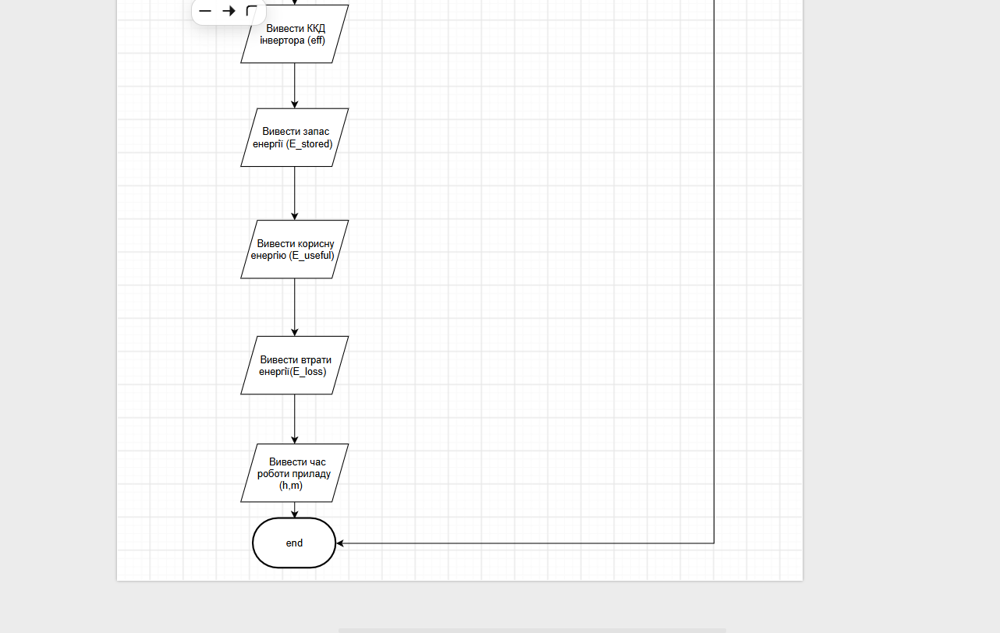 Вивести ККД
інвертора (eff)
Вивести запас
енергії (E_stored)
Вивести корисну
енергію (E_useful)
Вивести втрати
енергії(E_loss)
Вивести час
роботи приладу
(h,m)
end